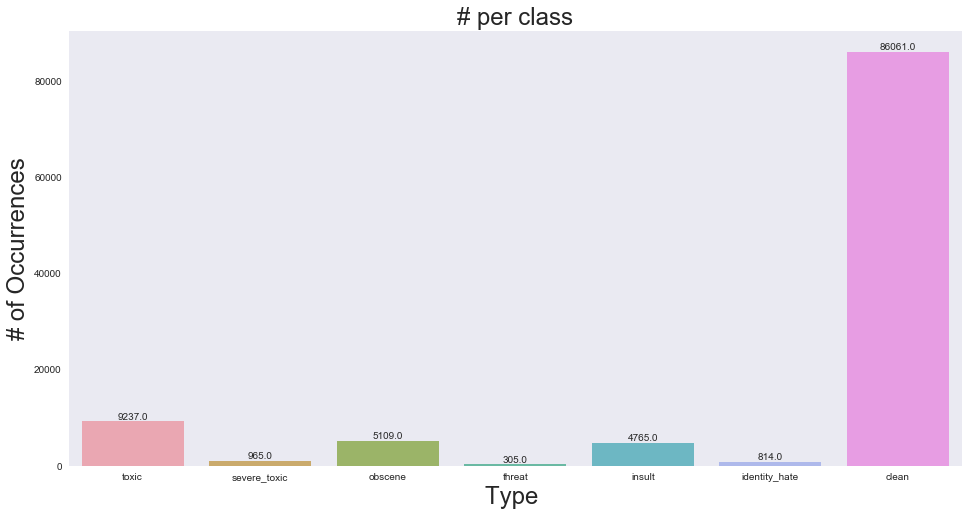 # per class
# of Occurrences
80000
60000
40000
20000
0
9237.0
965.0
5109.0
305.0
4765.0
814.0
86061.0
toxic
severe_toxic
obscene
threat
insult
identity_hate
clean
Type